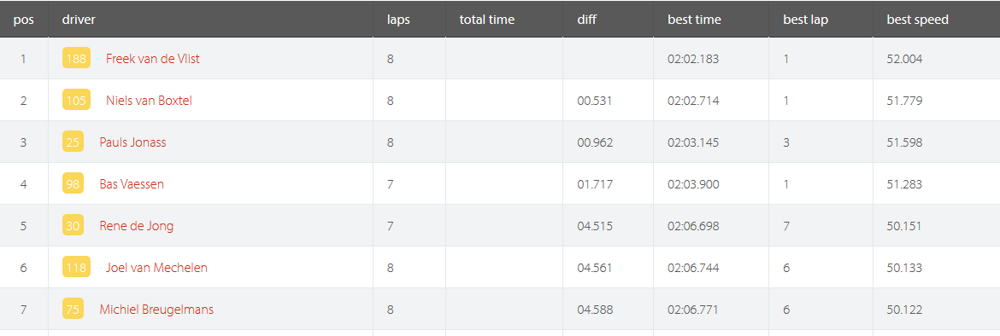 pos driver laps total time diff best time best lap best speed
1 188 Freek van de Vlist 8 02:02.183 1 52.004
2 105 Niels van Boxtel 8 00.531 02:02.714 1 51.779
3 25 Pauls Jonass 8 00.962 02:03.145 3 51.598
4 98 Bas Vaessen 7 01.717 02:03.900 1 51.283
5 30 Rene de Jong 7 04.515 02:06.698 7 50.151
6 118 Joel van Mechelen 8 04.561 02:06.744 6 50.133
7 75 Michiel Breugelmans 8 04.588 02:06.771 6 50.122